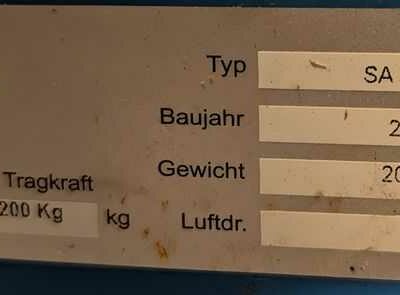 Typ SA
Baujahr 2
Gewicht 20
Tragkraft
200 Kg kg Luftdr.